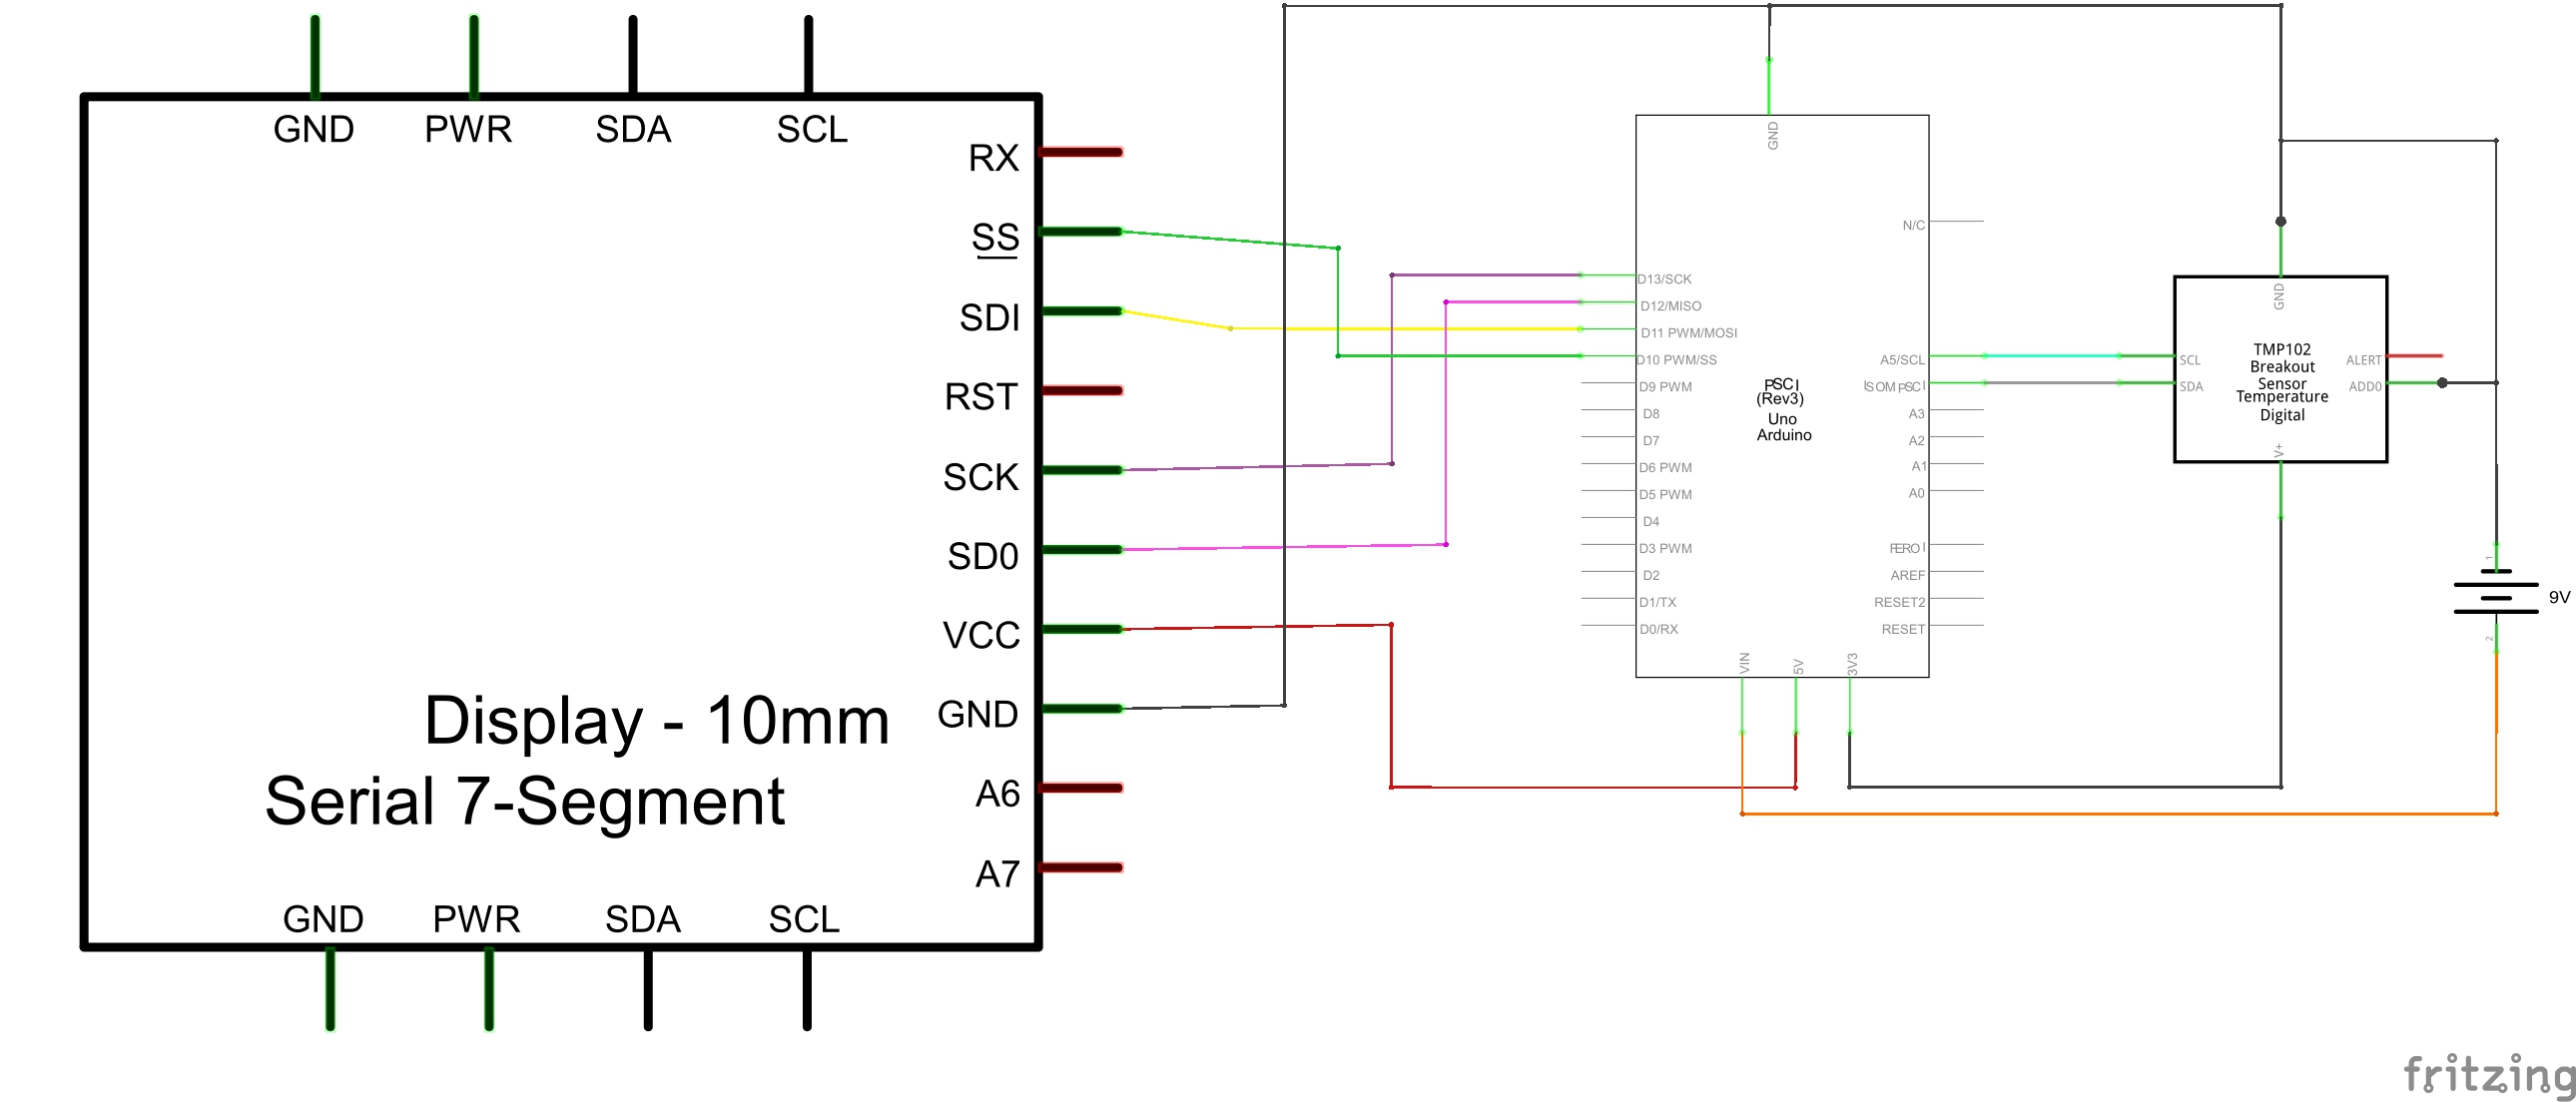 GND PWR SDA SCL
RX
SS
SDI
RST
SCK
SD0
VCC
GND
A6
A7
Display - 10mm
Serial 7-Segment
GND PWR SDA SCL
GND
N/C
D13/SCK
D12/MISO
D11 PWM/MOSI
D10 PWM/SS
D9 PWM
D8
D7
D6 PWM
D5 PWM
D4
D3 PWM
D2
D1/TX
D0/RX
(Rev3)
Uno
Arduino
A5/SCL
A3
A2
A1
A0
AREF
RESET2
RESET
VIN
5V
3V3
GND
SCL
SDA
TMP102
Breakout
Sensor
Temperature
Digital
ALERT
ADD0
V+
1
9V
2
fritzing